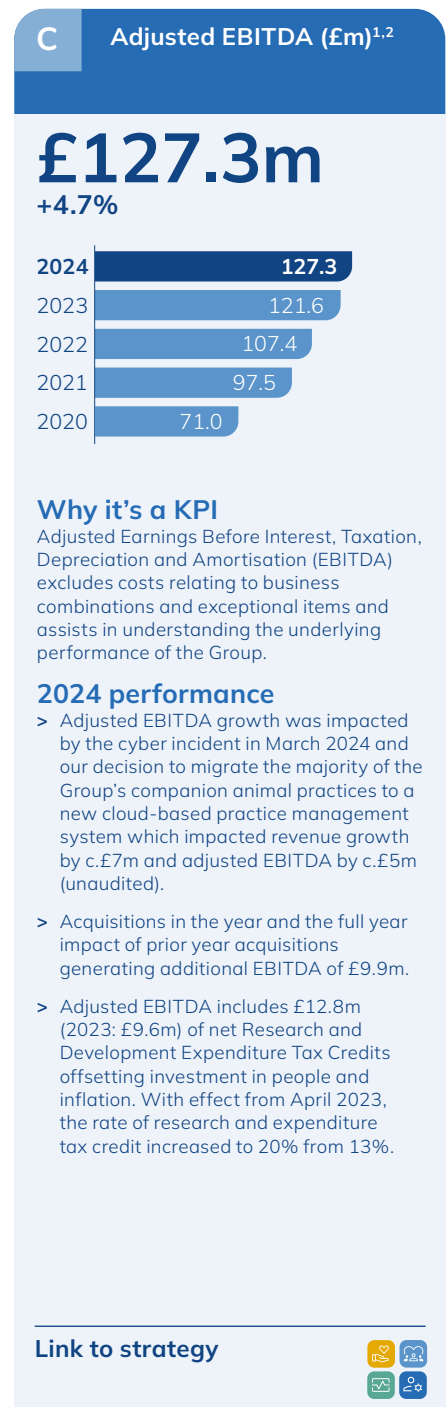 C
Adjusted EBITDA (£m)1,2
£127.3m
+4.7%
2024 127.3
2023 121.6
2022 107.4
2021 97.5
2020 71.0
Why it’s a KPI
Adjusted Earnings Before Interest, Taxation,
Depreciation and Amortisation (EBITDA)
excludes costs relating to business
combinations and exceptional items and
assists in understanding the underlying
performance of the Group.
2024 performance
> Adjusted EBITDA growth was impacted
by the cyber incident in March 2024 and
our decision to migrate the majority of the
Group’s companion animal practices to a
new cloud-based practice management
system which impacted revenue growth
by c.£7m and adjusted EBITDA by c.£5m
(unaudited).
> Acquisitions in the year and the full year
impact of prior year acquisitions
generating additional EBITDA of £9.9m.
> Adjusted EBITDA includes £12.8m
(2023: £9.6m) of net Research and
Development Expenditure Tax Credits
offsetting investment in people and
inflation. With effect from April 2023,
the rate of research and expenditure
tax credit increased to 20% from 13%.
Link to strategy